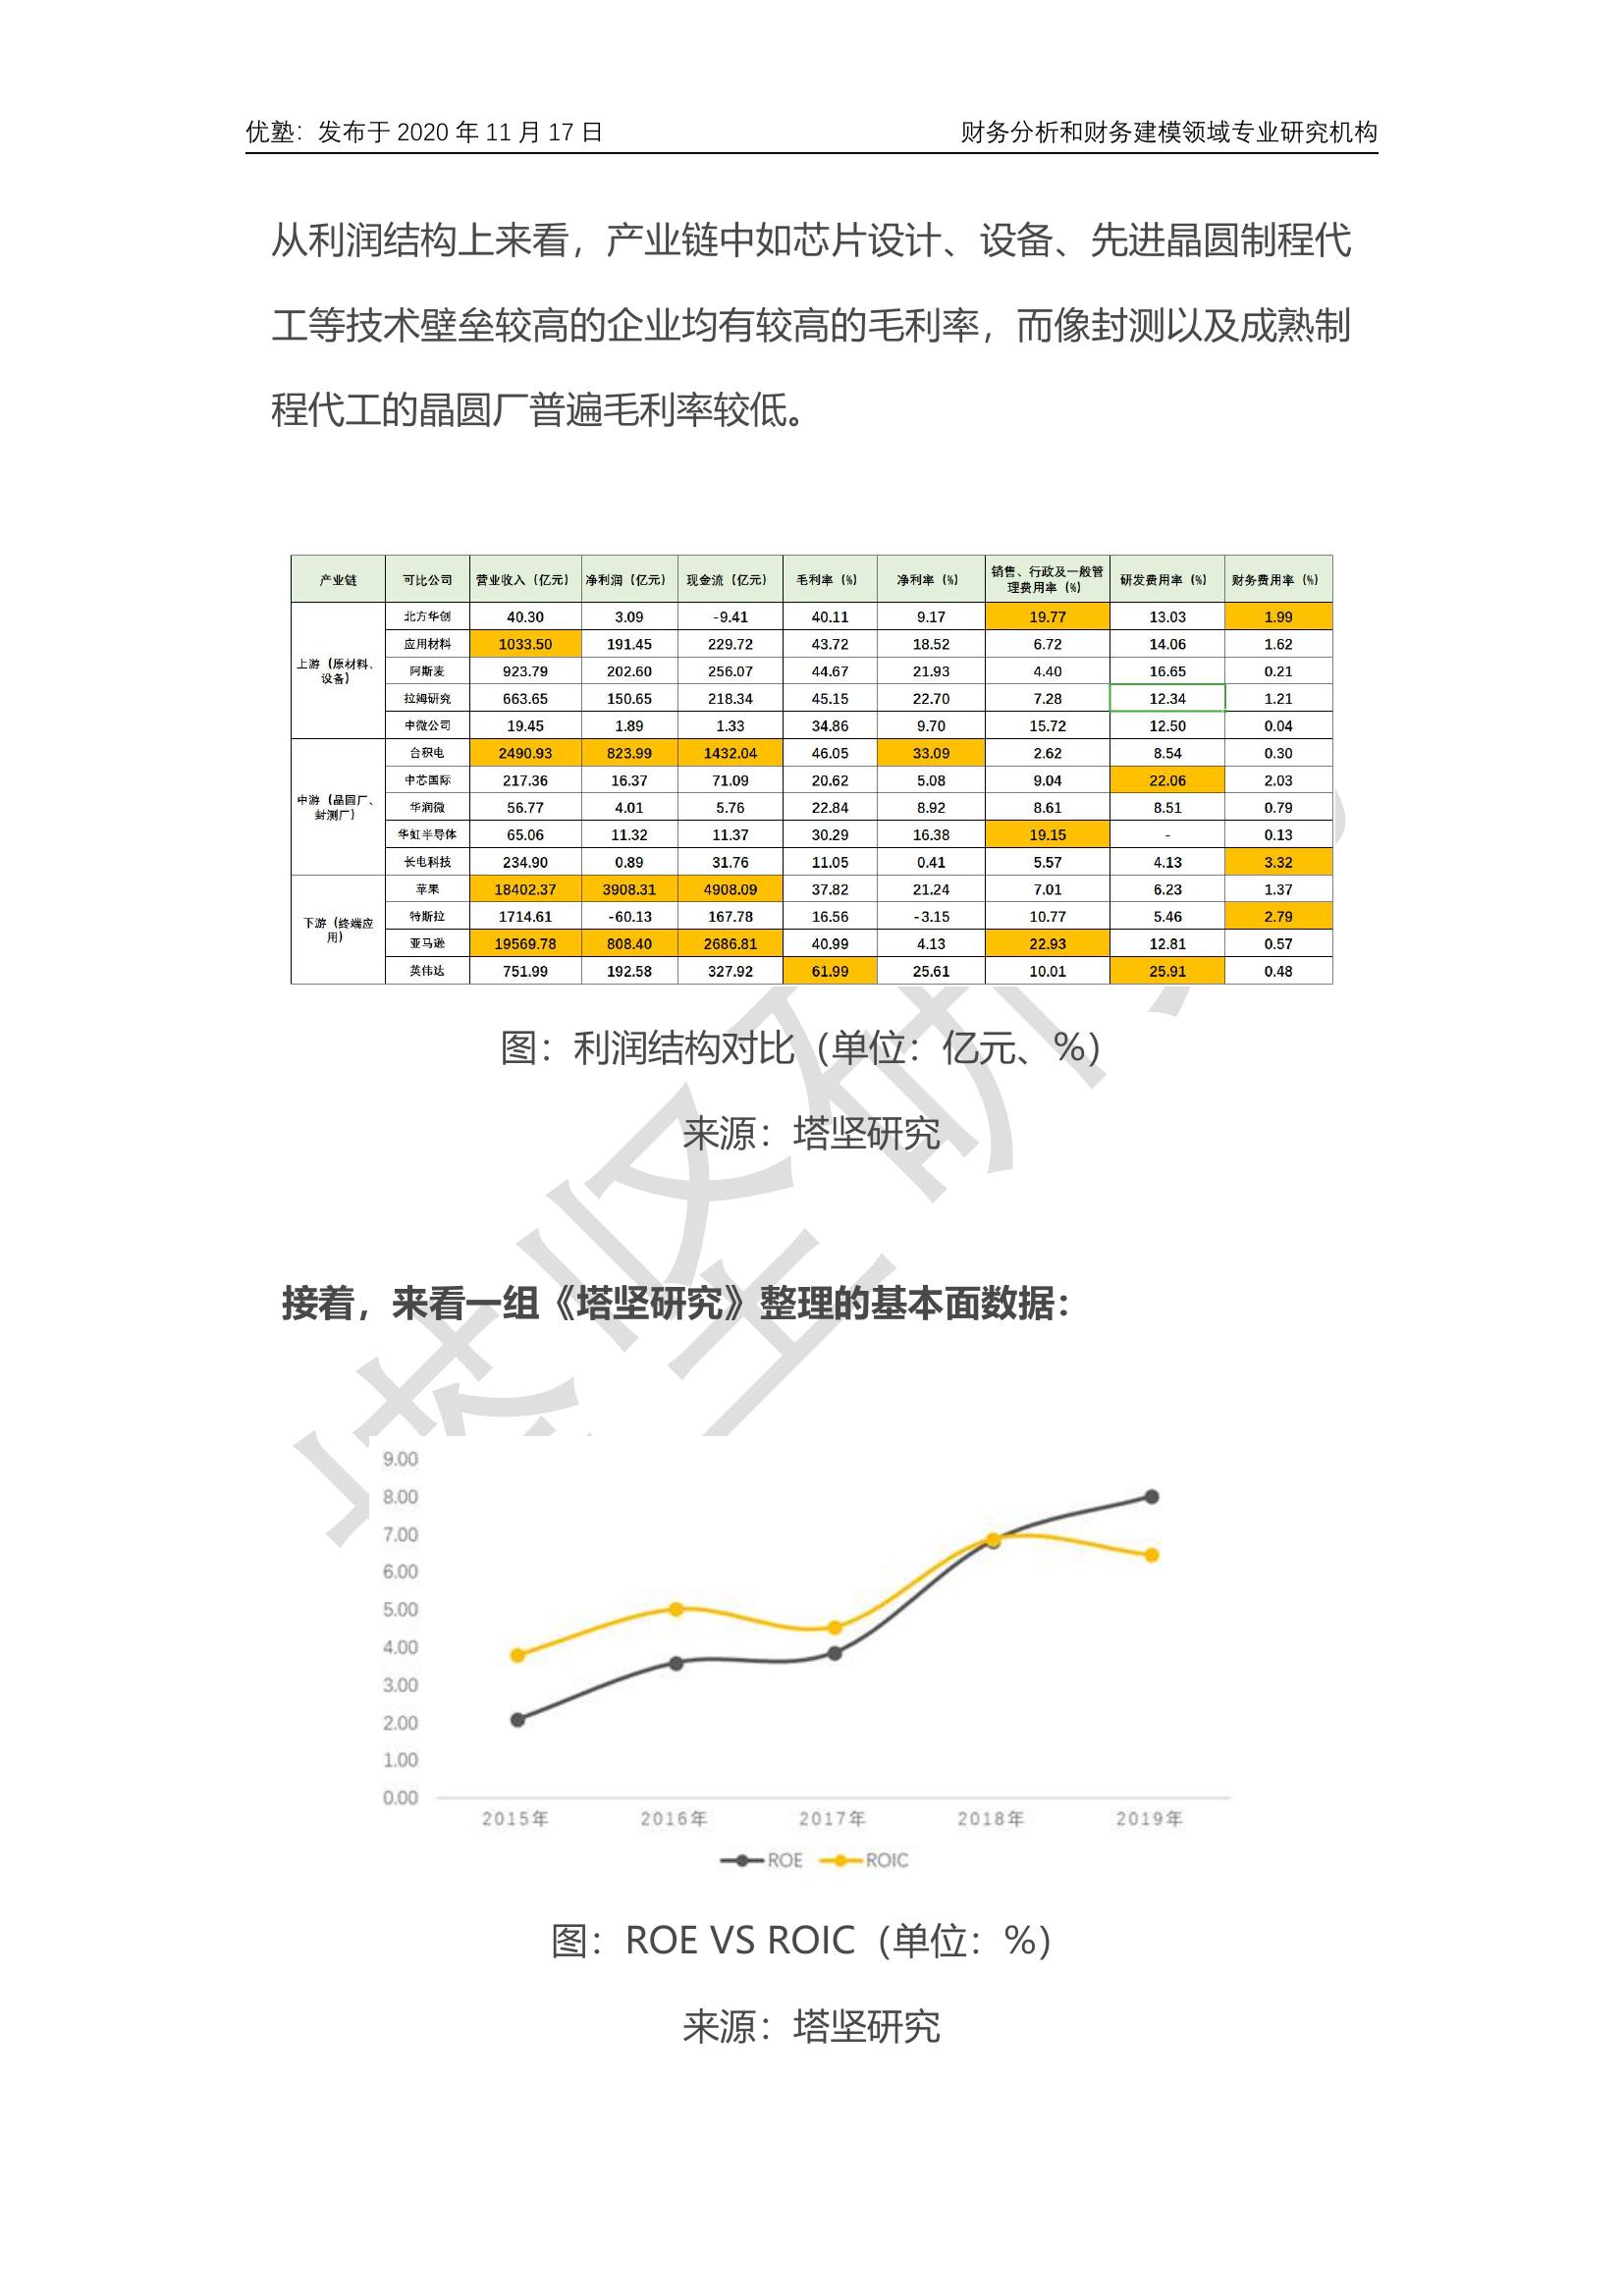 优塾：发布于 2020 年 11 月 17 日 财务分析和财务建模领域专业研究机构
从利润结构上来看，产业链中如芯片设计、设备、先进晶圆制程代
工等技术壁垒较高的企业均有较高的毛利率，而像封测以及成熟制
程代工的晶圆厂普遍毛利率较低。
产业链 可比公司 营业收入（亿元） 净利润（亿元） 现金流（亿元） 毛利率（%） 净利率（%） 销售、行政及一般管理费用率（%） 研发费用率（%） 财务费用率（%）
上游（原材料、设备）
北方华创 40.30 3.09 -9.41 40.11 9.17 19.77 13.03 1.99
应用材料 1033.50 191.45 229.72 43.72 18.52 6.72 14.06 1.62
阿斯麦 923.79 202.60 256.07 44.67 21.93 4.40 16.65 0.21
拉姆研究 663.65 150.65 218.34 45.15 22.70 7.28 12.34 1.21
中微公司 19.45 1.89 1.33 34.86 9.70 15.72 12.50 0.04
中游（晶圆厂、封测厂）
台积电 2490.93 823.99 1432.04 46.05 33.09 2.62 8.54 0.30
中芯国际 217.36 16.37 71.09 20.62 5.08 9.04 22.06 2.03
华润微 56.77 4.01 5.76 22.84 8.92 8.61 8.51 0.79
华虹半导体 65.06 11.32 11.37 30.29 16.38 19.15 - 0.13
长电科技 234.90 0.89 31.76 11.05 0.41 5.57 4.13 3.32
下游（终端应用）
苹果 18402.37 3908.31 4908.09 37.82 21.24 7.01 6.23 1.37
特斯拉 1714.61 -60.13 167.78 16.56 -3.15 10.77 5.46 2.79
亚马逊 19569.78 808.40 2686.81 40.99 4.13 22.93 12.81 0.57
英伟达 751.99 192.58 327.92 61.99 25.61 10.01 25.91 0.48
图：利润结构对比（单位：亿元、%）
来源：塔坚研究
接着，来看一组《塔坚研究》整理的基本面数据：
9.00
8.00
7.00
6.00
5.00
4.00
3.00
2.00
1.00
0.00
2015年 2016年 2017年 2018年 2019年
ROE ROIC
图：ROE VS ROIC（单位：%）
来源：塔坚研究